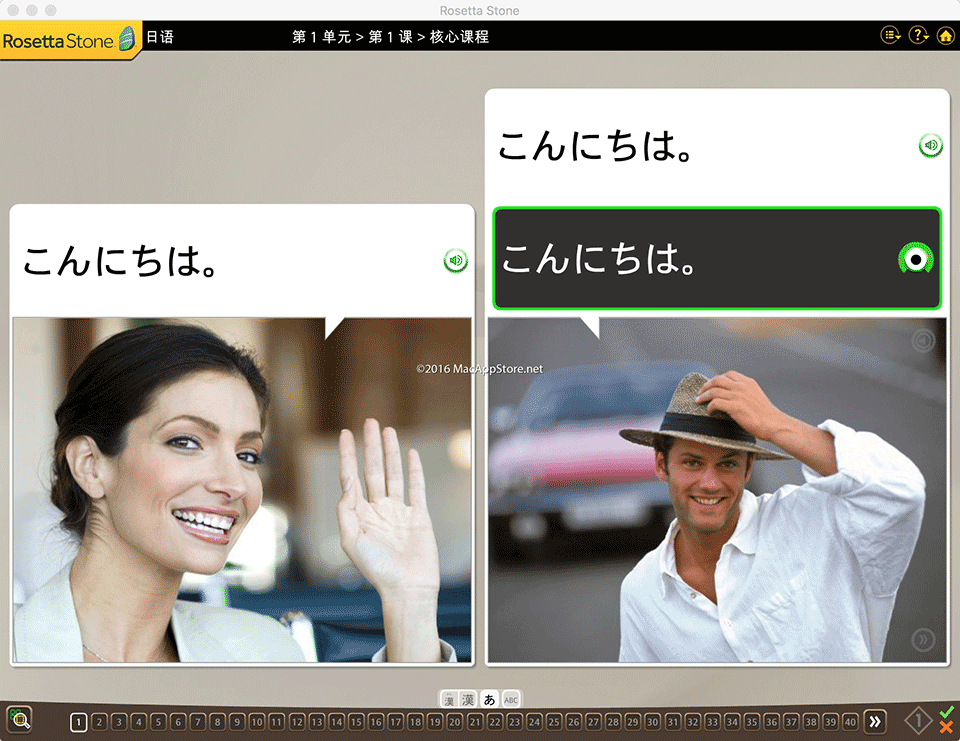 Rosetta Stone
RosettaStone 日语 第 1 单元 > 第 1 课 > 核心课程
?
こんにちは。
こんにちは。
こんにちは。
©2016 MacAppStore.net
漢 漢 あ ABC
1 2 3 4 5 6 7 8 9 10 11 12 13 14 15 16 17 18 19 20 21 22 23 24 25 26 27 28 29 30 31 32 33 34 35 36 37 38 39 40 » 1